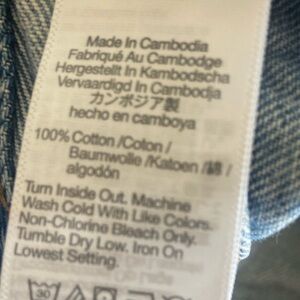 Made In Cambodia
Fabriqué Au Cambodge
Hergestellt In Kambodscha
Vervaardigd In Cambodja
カンボジア製
hecho en camboya
100% Cotton /Coton /
Baumwolle /Katoen /綿 /
algodón
Turn Inside Out. Machine
Wash Cold With Like Colors.
Non-Chlorine Bleach Only.
Tumble Dry Low. Iron On
Lowest Setting.
30